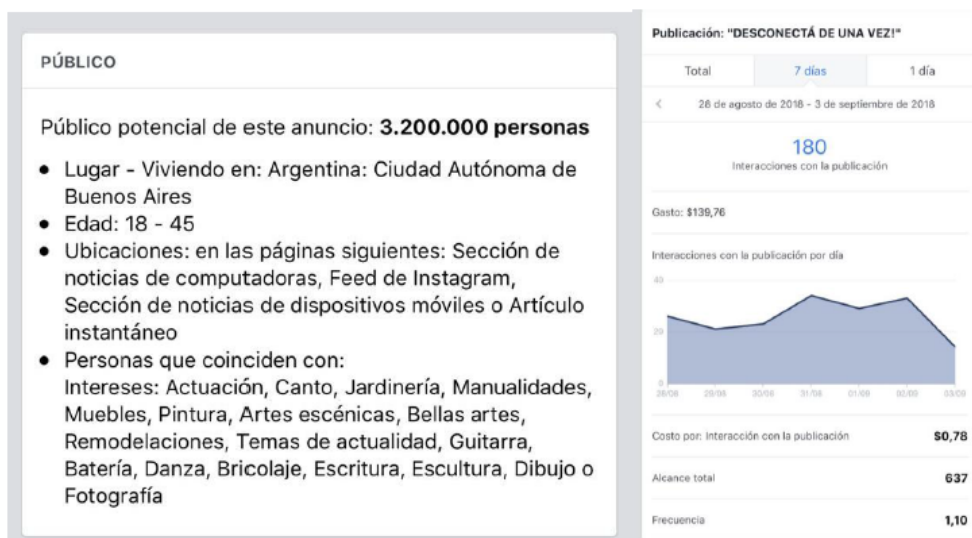 PÚBLICO
Público potencial de este anuncio: 3.200.000 personas
• Lugar - Viviendo en: Argentina: Ciudad Autónoma de
Buenos Aires
• Edad: 18 - 45
• Ubicaciones: en las páginas siguientes: Sección de
noticias de computadoras, Feed de Instagram,
Sección de noticias de dispositivos móviles o Artículo
instantáneo
• Personas que coinciden con:
Intereses: Actuación, Canto, Jardinería, Manualidades,
Muebles, Pintura, Artes escénicas, Bellas artes,
Remodelaciones, Temas de actualidad, Guitarra,
Batería, Danza, Bricolaje, Escritura, Escultura, Dibujo o
Fotografía
Publicación: "DESCONECTÁ DE UNA VEZ!"
Total 7 días 1 día
28 de agosto de 2018 - 3 de septiembre de 2018
180
Interacciones con la publicación
Gasto: $139,76
Interacciones con la publicación por día
40
20
0
28/08 29/08 30/08 31/08 01/09 02/09 03/09
Costo por: Interacción con la publicación $0,78
Alcance total 637
Frecuencia 1,10